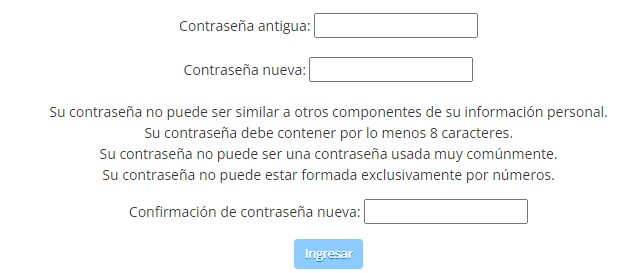 Contraseña antigua:
Contraseña nueva:
Su contraseña no puede ser similar a otros componentes de su información personal.
Su contraseña debe contener por lo menos 8 caracteres.
Su contraseña no puede ser una contraseña usada muy comúnmente.
Su contraseña no puede estar formada exclusivamente por números.
Confirmación de contraseña nueva:
Ingresar